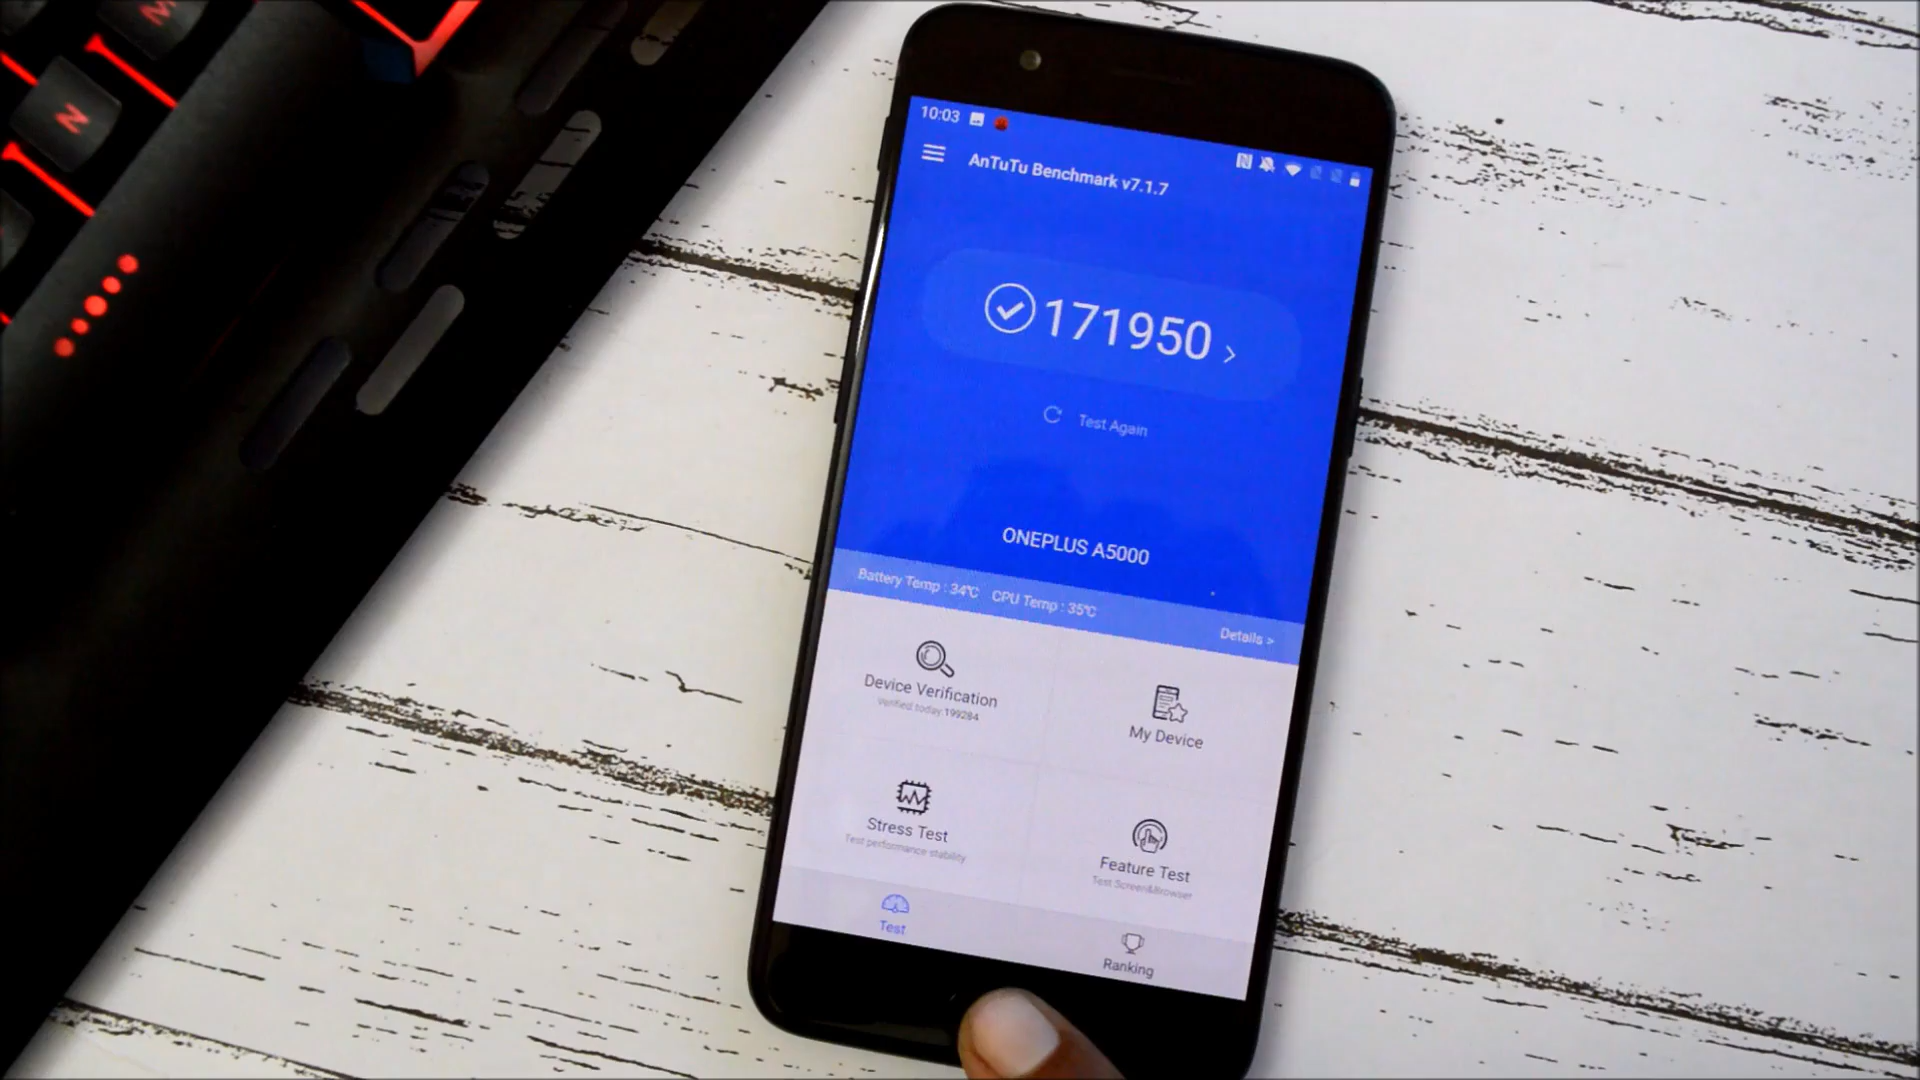 M
N
10:03
AnTuTu Benchmark v7.1.7
171950 >
Test Again
ONEPLUS A5000
Battery Temp : 34℃ CPU Temp : 35℃
Details >
Device Verification
Verified today:199284
My Device
Stress Test
Test performance stability
Feature Test
Test Screen&Browser
Test
Ranking